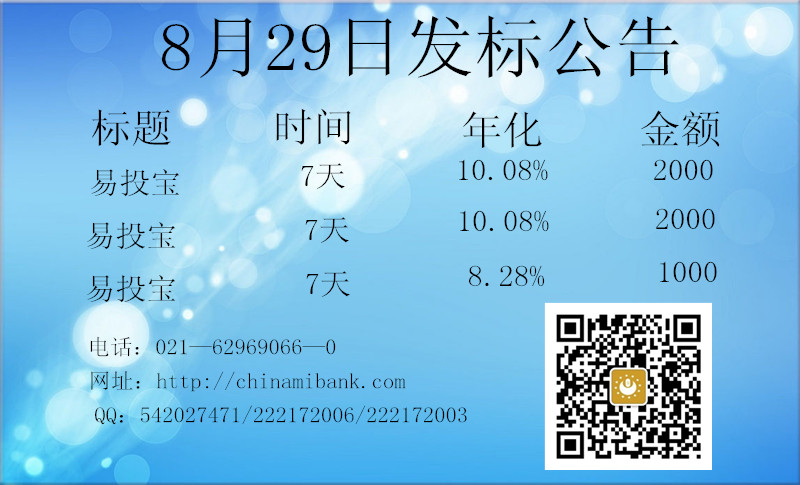 8月29日发标公告
标题 时间 年化 金额
易投宝 7天 10.08% 2000
易投宝 7天 10.08% 2000
易投宝 7天 8.28% 1000
电话：021—62969066—0
网址：http://chinamibank.com
QQ：542027471/222172006/222172003